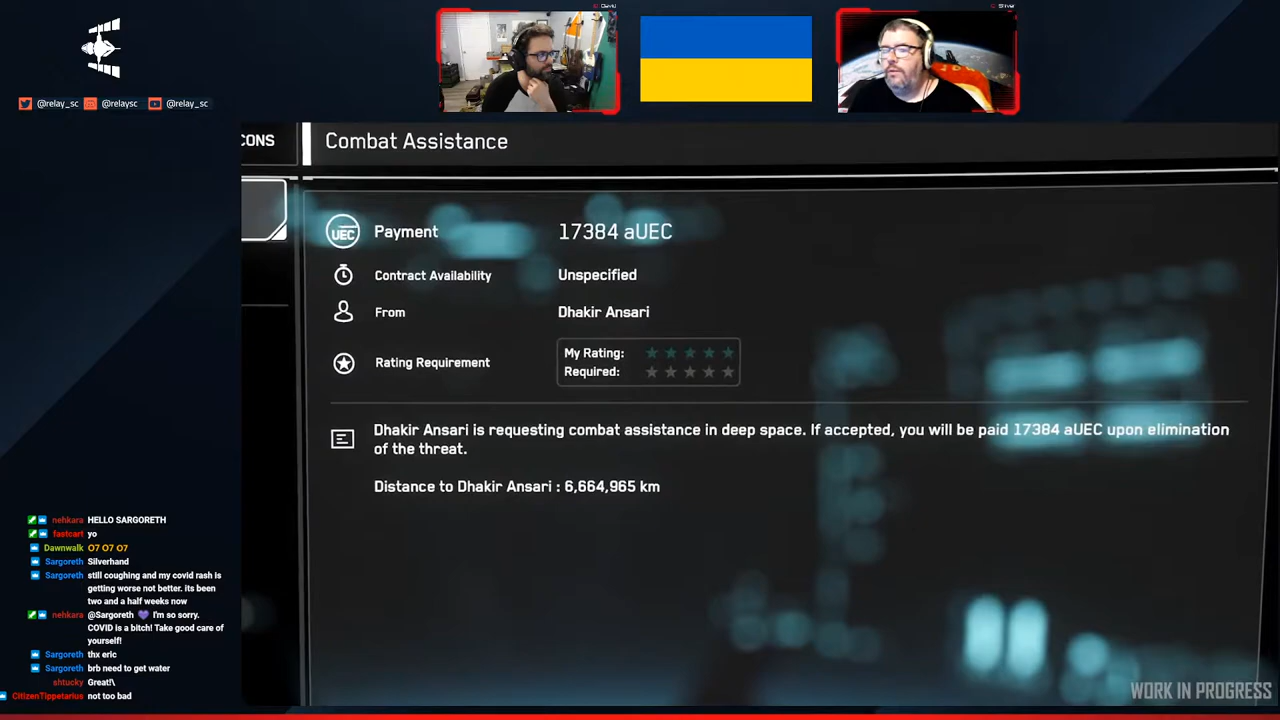 David
Silver
@relay_sc @relaysc @relay_sc
CONS
Combat Assistance
UEC Payment 17384 aUEC
Contract Availability Unspecified
From Dhakir Ansari
Rating Requirement
My Rating:
Required:
Dhakir Ansari is requesting combat assistance in deep space. If accepted, you will be paid 17384 aUEC upon elimination
of the threat.
Distance to Dhakir Ansari : 6,664,965 km
nehkara HELLO SARGORETH
fastcart yo
Dawnwalk O7 O7 O7
Sargoreth Silverhand
Sargoreth still coughing and my covid rash is
getting worse not better. its been
two and a half weeks now
nehkara @Sargoreth 💜 I'm so sorry.
COVID is a bitch! Take good care of
yourself!
Sargoreth thx eric
Sargoreth brb need to get water
shtucky Great!\
CitizenTippetarius not too bad
WORK IN PROGRESS